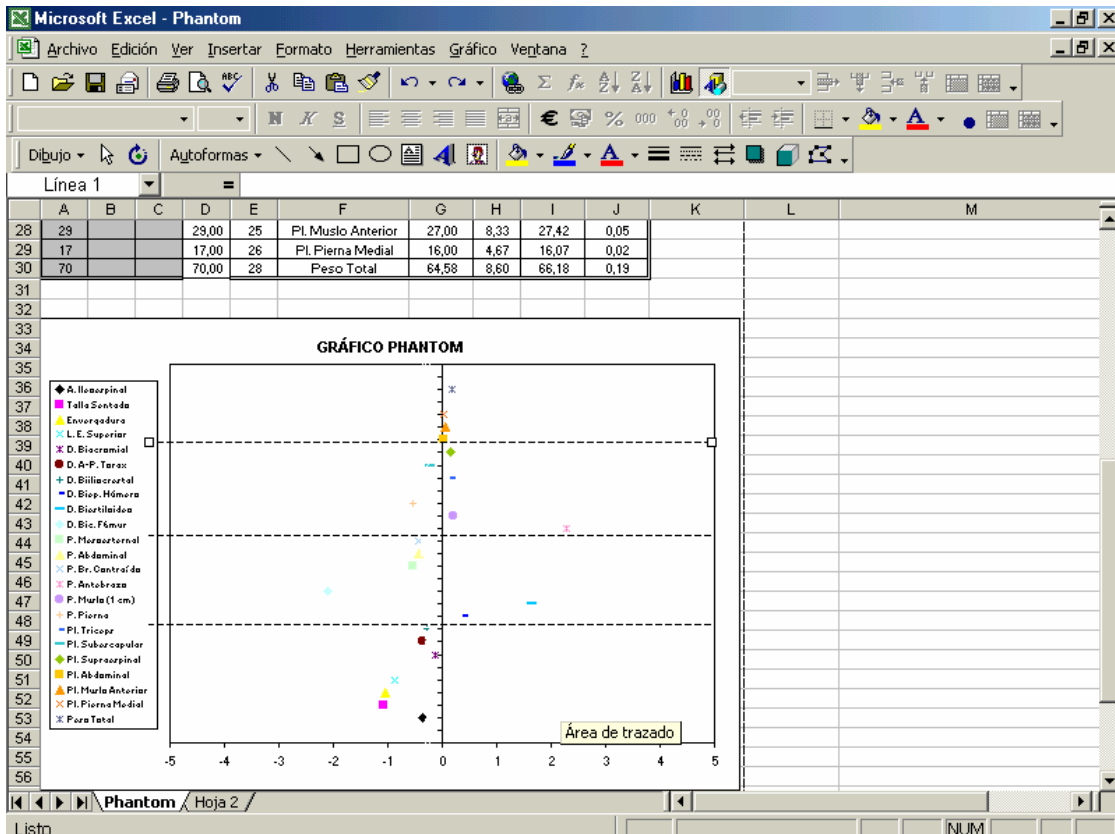 Microsoft Excel - Phantom
Archivo Edición Ver Insertar Formato Herramientas Gráfico Ventana ?
N K S € % 000
Dibujo Autoformas
Línea 1 =
A B C D E F G H I J K L M
28 29 29,00 25 Pl. Muslo Anterior 27,00 8,33 27,42 0,05
29 17 17,00 26 Pl. Pierna Medial 16,00 4,67 16,07 0,02
30 70 70,00 28 Peso Total 64,58 8,60 66,18 0,19
31
32
33
34
35
36
37
38
39
40
41
42
43
44
45
46
47
48
49
50
51
52
53
54
55
56
GRÁFICO PHANTOM
A. Ileoespinal
Talla Sentado
Envergadura
L. E. Superior
D. Biacromial
D. A-P. Torax
D. Biiliocrestal
D. Biep. Húmero
D. Biestiloideo
D. Bic. Fémur
P. Mesoesternal
P. Abdominal
P. Br. Contraído
P. Antebrazo
P. Muslo (1 cm)
P. Pierna
Pl. Triceps
Pl. Subescapular
Pl. Supraespinal
Pl. Abdominal
Pl. Muslo Anterior
Pl. Pierna Medial
Peso Total
Área de trazado
-5 -4 -3 -2 -1 0 1 2 3 4 5
Phantom Hoja 2
Listo NUM